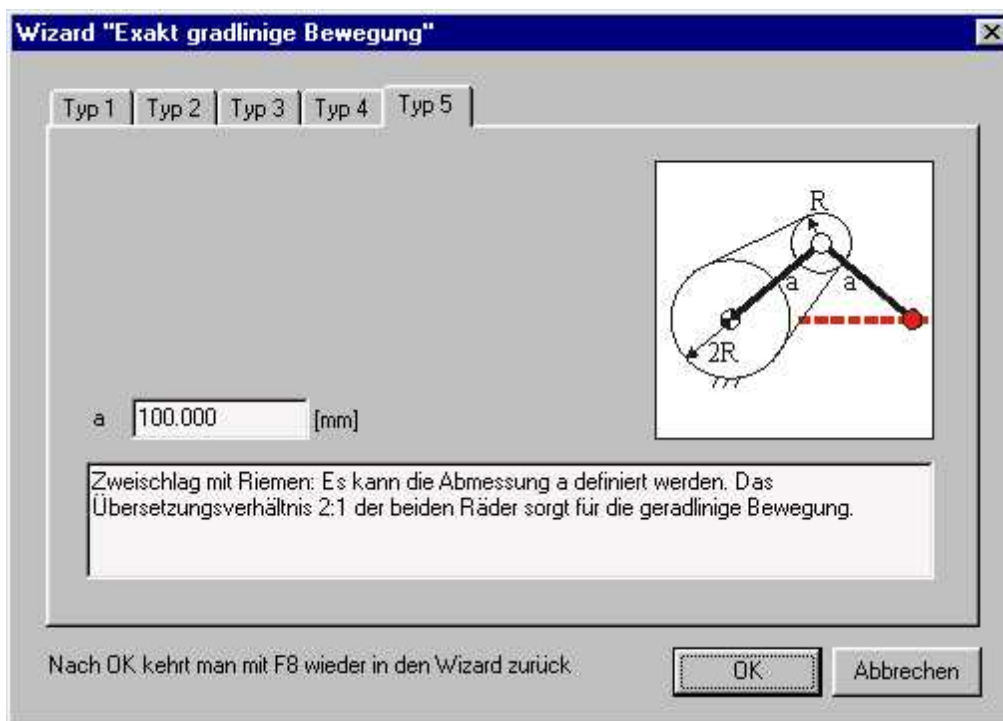 Wizard "Exakt gradlinige Bewegung"
Typ 1 Typ 2 Typ 3 Typ 4 Typ 5
R
a a
2R
a 100.000 [mm]
Zweischlag mit Riemen: Es kann die Abmessung a definiert werden. Das
Übersetzungsverhältnis 2:1 der beiden Räder sorgt für die geradlinige Bewegung.
Nach OK kehrt man mit F8 wieder in den Wizard zurück
OK Abbrechen